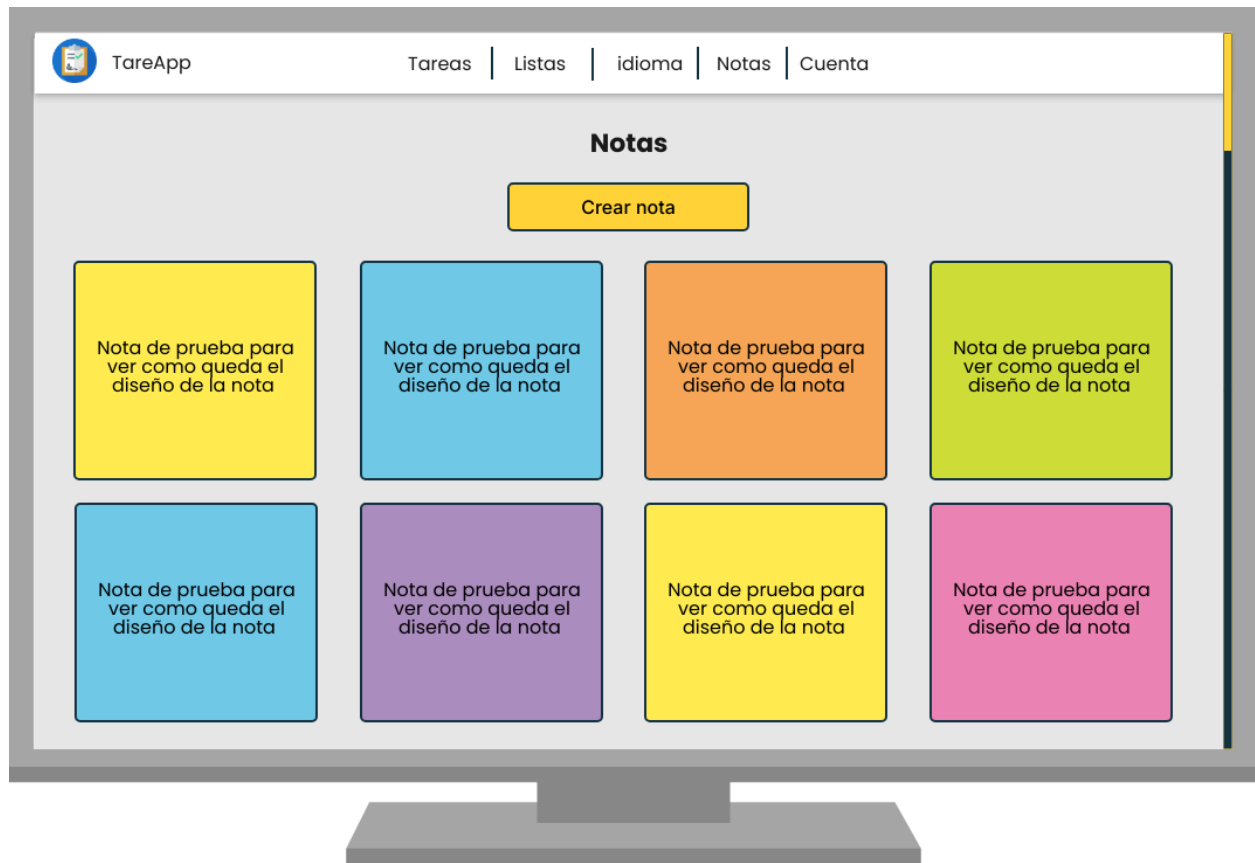 TareApp
Tareas
Listas
idioma
Notas
Cuenta
Notas
Crear nota
Nota de prueba para
ver como queda el
diseño de la nota
Nota de prueba para
ver como queda el
diseño de la nota
Nota de prueba para
ver como queda el
diseño de la nota
Nota de prueba para
ver como queda el
diseño de la nota
Nota de prueba para
ver como queda el
diseño de la nota
Nota de prueba para
ver como queda el
diseño de la nota
Nota de prueba para
ver como queda el
diseño de la nota
Nota de prueba para
ver como queda el
diseño de la nota